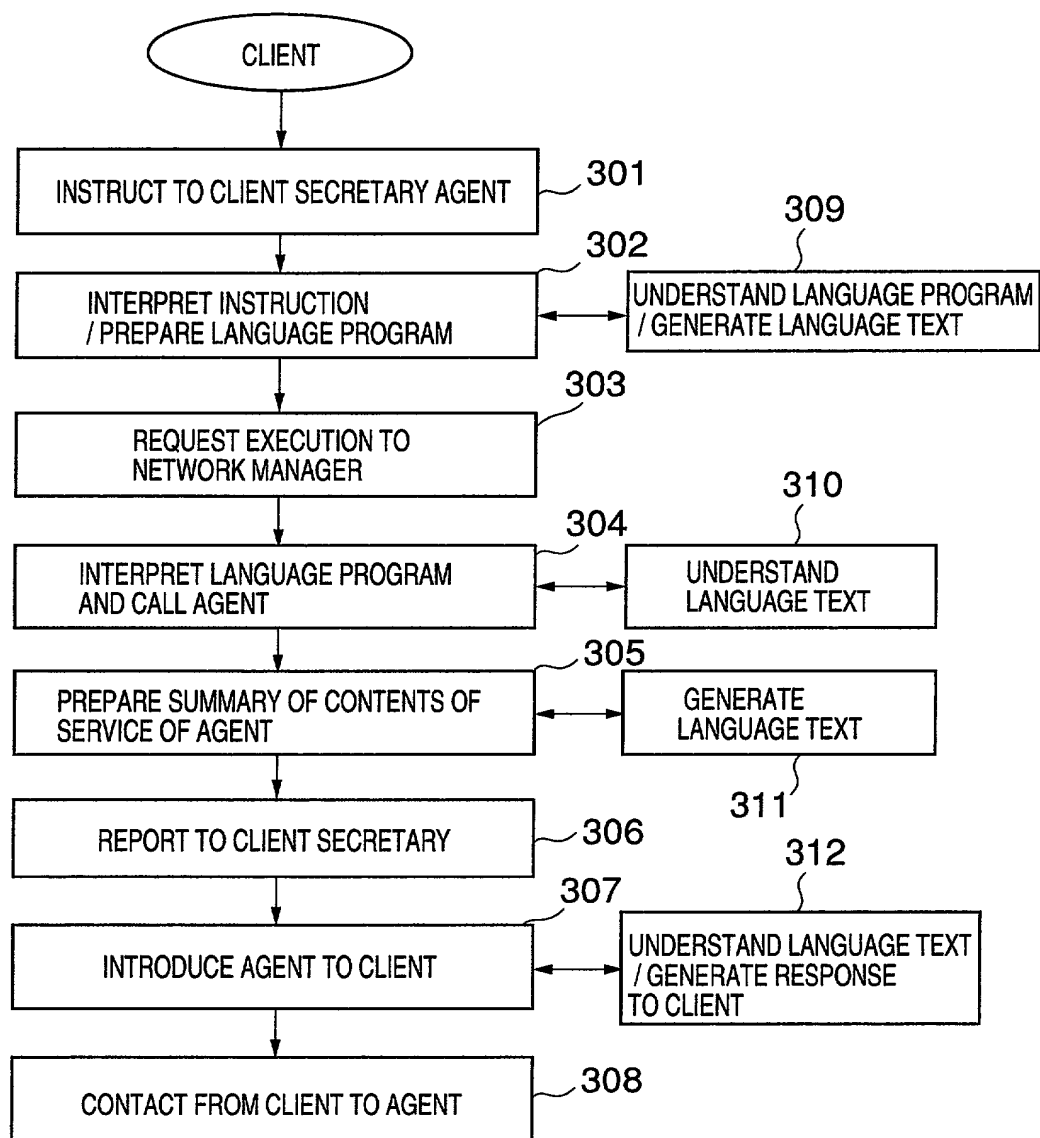 CLIENT
INSTRUCT TO CLIENT SECRETARY AGENT
301
302
INTERPRET INSTRUCTION
/ PREPARE LANGUAGE PROGRAM
309
UNDERSTAND LANGUAGE PROGRAM
/ GENERATE LANGUAGE TEXT
303
REQUEST EXECUTION TO
NETWORK MANAGER
304
INTERPRET LANGUAGE PROGRAM
AND CALL AGENT
310
UNDERSTAND
LANGUAGE TEXT
305
PREPARE SUMMARY OF CONTENTS OF
SERVICE OF AGENT
GENERATE
LANGUAGE TEXT
311
REPORT TO CLIENT SECRETARY
306
307
INTRODUCE AGENT TO CLIENT
312
UNDERSTAND LANGUAGE TEXT
/ GENERATE RESPONSE
TO CLIENT
CONTACT FROM CLIENT TO AGENT
308